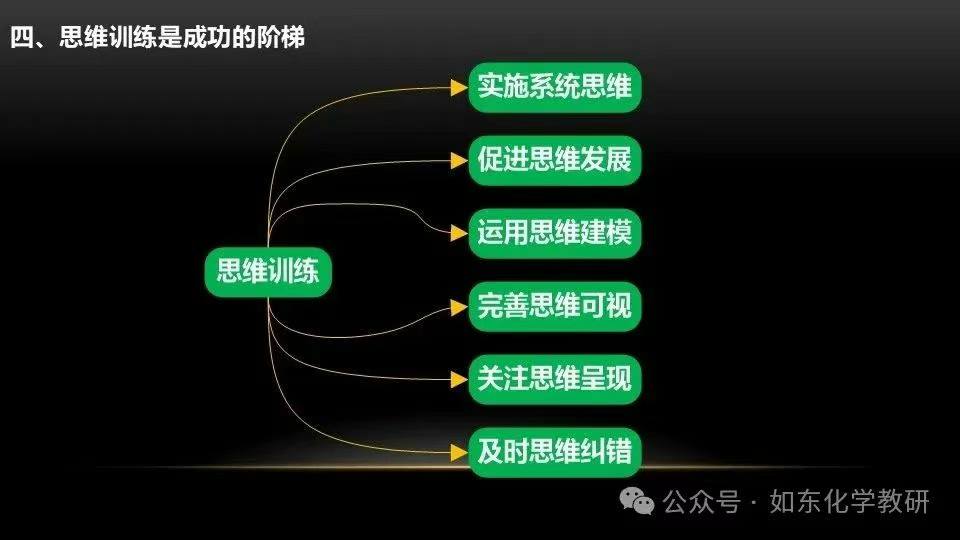 四、思维训练是成功的阶梯
实施系统思维
促进思维发展
运用思维建模
思维训练
完善思维可视
关注思维呈现
及时思维纠错
公众号·如东化学教研